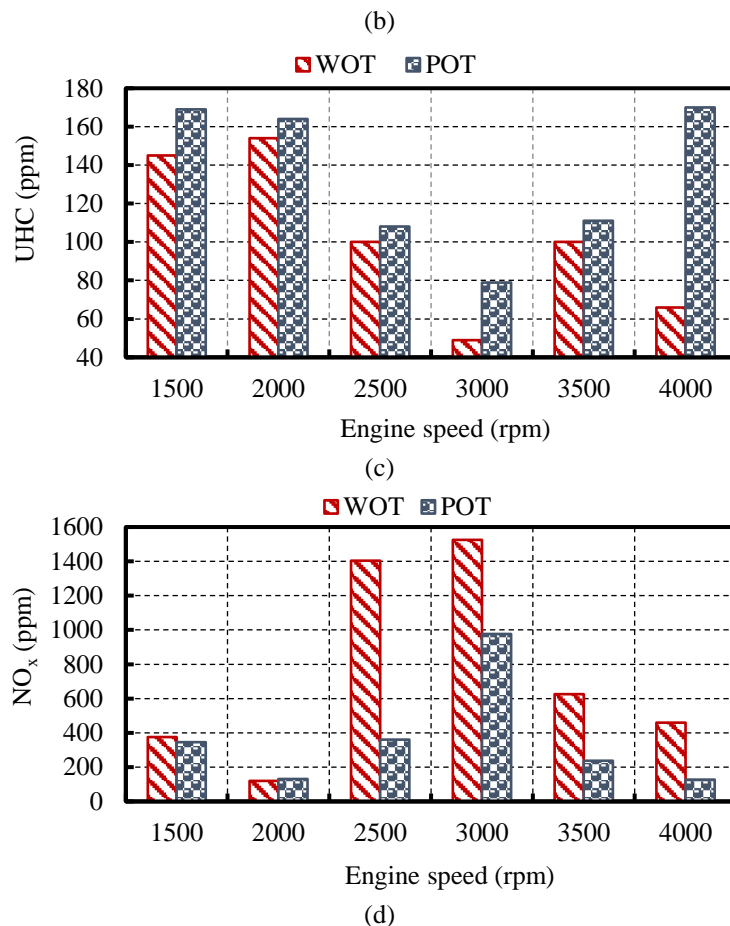 (b)
WOT POT
180
160
140
120
100
80
60
40
UHC (ppm)
1500 2000 2500 3000 3500 4000
Engine speed (rpm)
(c)
WOT POT
1600
1400
1200
1000
800
600
400
200
0
NOx (ppm)
1500 2000 2500 3000 3500 4000
Engine speed (rpm)
(d)